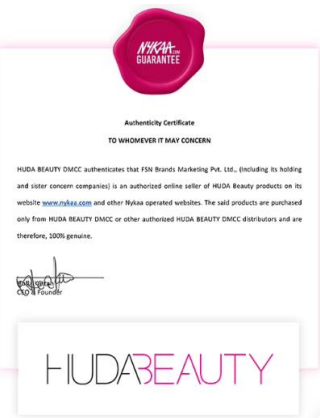 NYKAA.COM
GUARANTEE
Authenticity Certificate
TO WHOMEVER IT MAY CONCERN
HUDA BEAUTY DMCC authenticates that FSN Brands Marketing Pvt. Ltd., (including its holding
and sister concern companies) is an authorized online seller of HUDA Beauty products on its
website www.nykaa.com and other Nykaa operated websites. The said products are purchased
only from HUDA BEAUTY DMCC or other authorized HUDA BEAUTY DMCC distributors and are
therefore, 100% genuine.
CEO & Founder
HUDABEAUTY